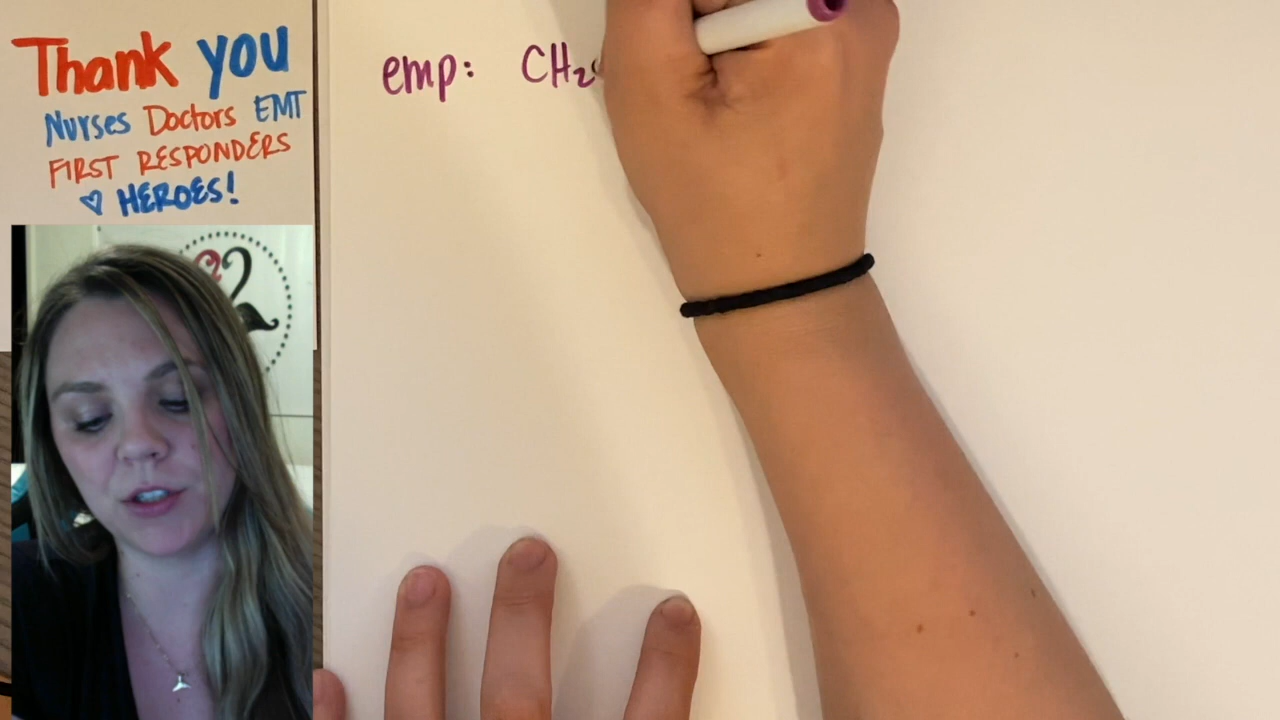 Thank you
Nurses Doctors EMT
FIRST RESPONDERS
♡ HEROES!
emp: CH₂